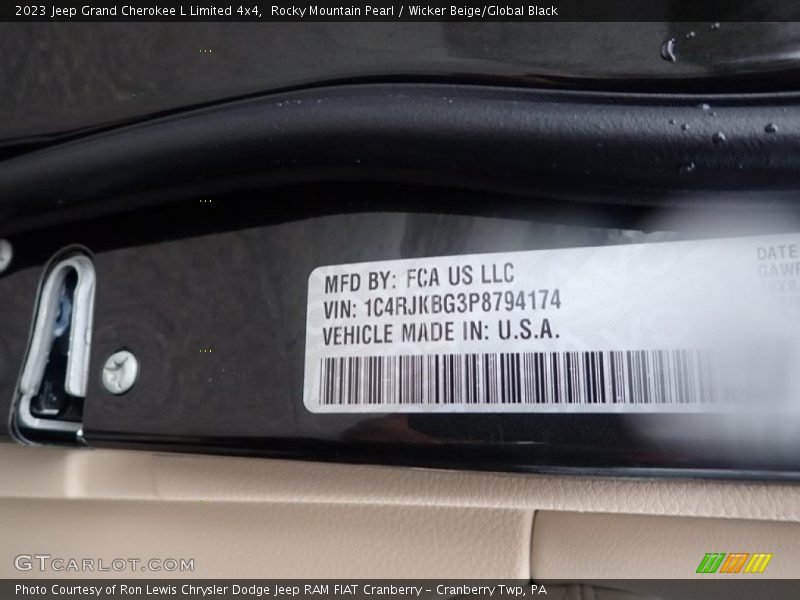 2023 Jeep Grand Cherokee L Limited 4x4,  Rocky Mountain Pearl / Wicker Beige/Global Black
MFD BY: FCA US LLC
VIN: 1C4RJKBG3P8794174
VEHICLE MADE IN: U.S.A.
DATE
GAWR
GTCARLOT.COM
Photo Courtesy of Ron Lewis Chrysler Dodge Jeep RAM FIAT Cranberry – Cranberry Twp, PA